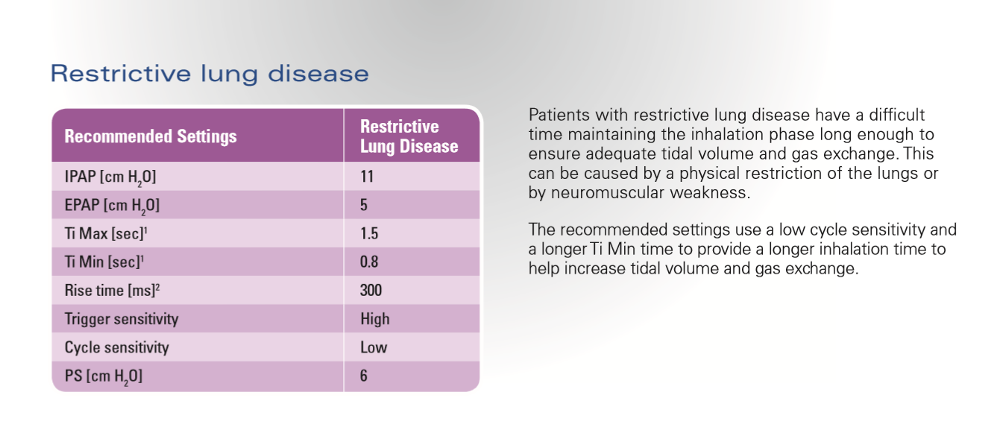 Restrictive lung disease
Recommended Settings
Restrictive
Lung Disease
IPAP [cm H₂O] 11
EPAP [cm H₂O] 5
Ti Max [sec]¹ 1.5
Ti Min [sec]¹ 0.8
Rise time [ms]² 300
Trigger sensitivity High
Cycle sensitivity Low
PS [cm H₂O] 6
Patients with restrictive lung disease have a difficult
time maintaining the inhalation phase long enough to
ensure adequate tidal volume and gas exchange. This
can be caused by a physical restriction of the lungs or
by neuromuscular weakness.
The recommended settings use a low cycle sensitivity and
a longer Ti Min time to provide a longer inhalation time to
help increase tidal volume and gas exchange.